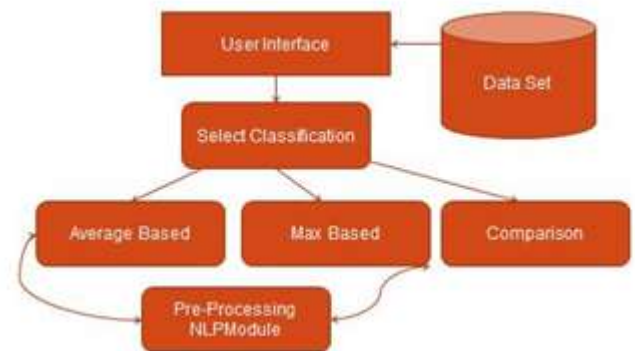 User Interface
Data Set
Select Classification
Average Based
Max Based
Comparison
Pre-Processing
NLPModule